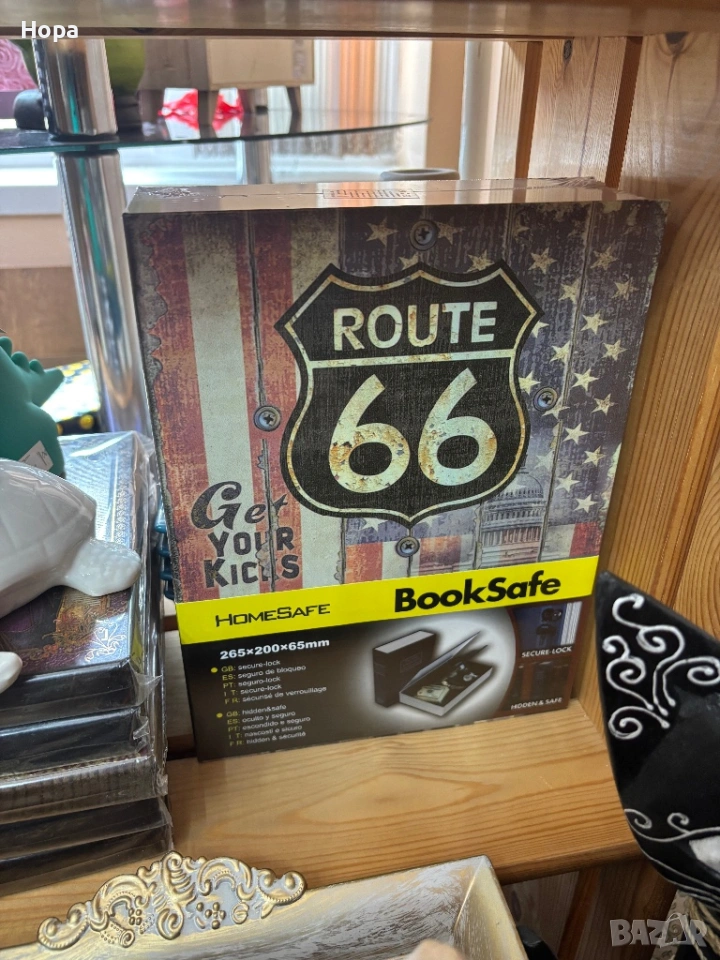 Нора
ROUTE
66
Get
YOUR
KICKS
HOMESAFE
BookSafe
265×200×65mm
GB: secure-lock
ES: seguro de bloqueo
PT: seguro-lock
IT: secure-lock
FR: sécurisé de verrouillage
GB: hidden&safe
ES: oculto y seguro
PT: escondido e seguro
IT: nascosti e sicuro
FR: hidden & sécurité
SECURE-LOCK
HIDDEN & SAFE
BAZAR